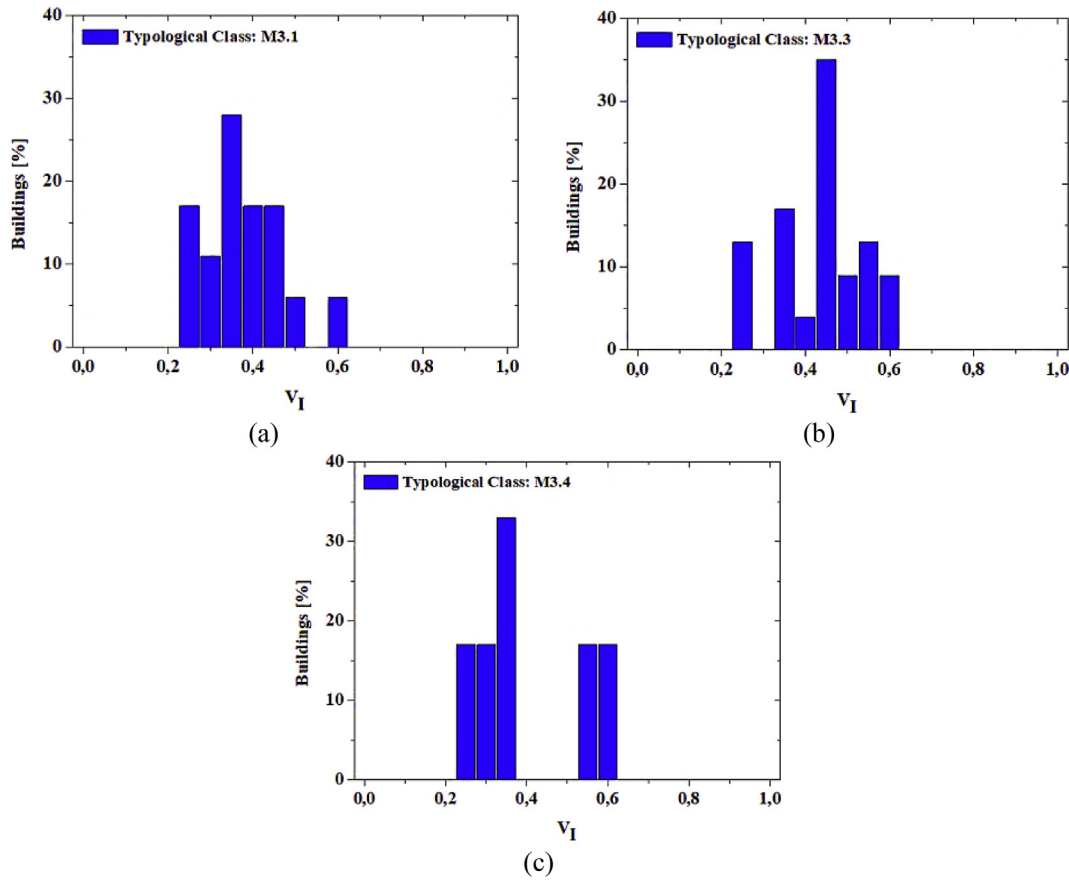 Typological Class: M3.1
Buildings [%]
40
30
20
10
0
0,0 0,2 0,4 0,6 0,8 1,0
VI
(a)
Typological Class: M3.3
Buildings [%]
40
30
20
10
0
0,0 0,2 0,4 0,6 0,8 1,0
VI
(b)
Typological Class: M3.4
Buildings [%]
40
30
20
10
0
0,0 0,2 0,4 0,6 0,8 1,0
VI
(c)